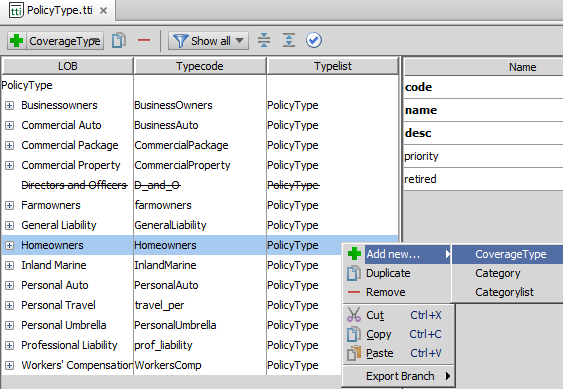 tti PolicyType.tti ×
CoverageType Show all
LOB Typecode Typelist Name
PolicyType
code
Businessowners BusinessOwners PolicyType
name
Commercial Auto BusinessAuto PolicyType
desc
Commercial Package CommercialPackage PolicyType
priority
Commercial Property CommercialProperty PolicyType
retired
Directors and Officers D_and_O PolicyType
Farmowners farmowners PolicyType
General Liability GeneralLiability PolicyType
Homeowners Homeowners PolicyType
Inland Marine InlandMarine PolicyType
Personal Auto PersonalAuto PolicyType
Personal Travel travel_per PolicyType
Personal Umbrella PersonalUmbrella PolicyType
Professional Liability prof_liability PolicyType
Workers' Compensation WorkersComp PolicyType
Add new...
Duplicate
Remove
Cut Ctrl+X
Copy Ctrl+C
Paste Ctrl+V
Export Branch
CoverageType
Category
Categorylist